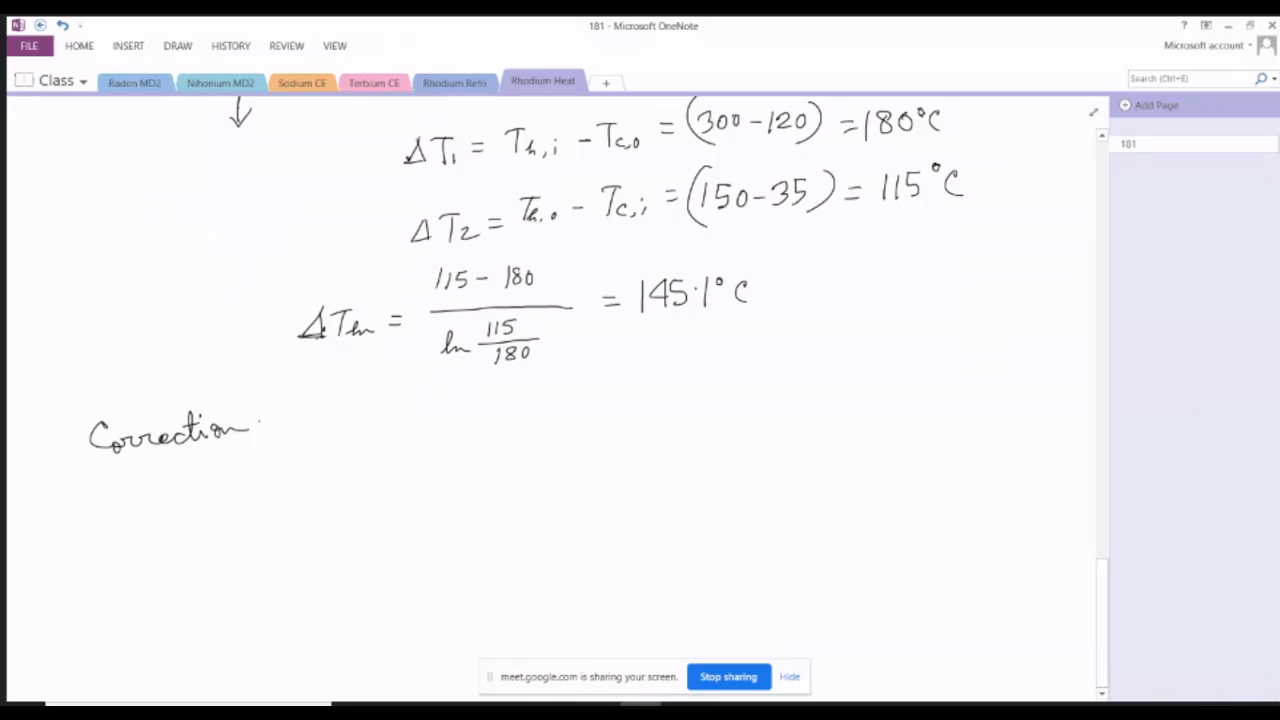 181 - Microsoft OneNote
?
FILE HOME INSERT DRAW HISTORY REVIEW VIEW
Microsoft account
Class
Radon MD2 Nihonium MD2 Sodium CE Terbium CE Rhodium Refri Rhodium Heat +
Search (Ctrl+E)
Add Page
181
ΔT₁ = Th,i - Tc,o = (300-120) = 180°C
ΔT2 = Th,o - Tc,i = (150-35) = 115°C
115 - 180
ΔTln = = 145.1°C
ln 115
180
Correction
meet.google.com is sharing your screen. Stop sharing Hide